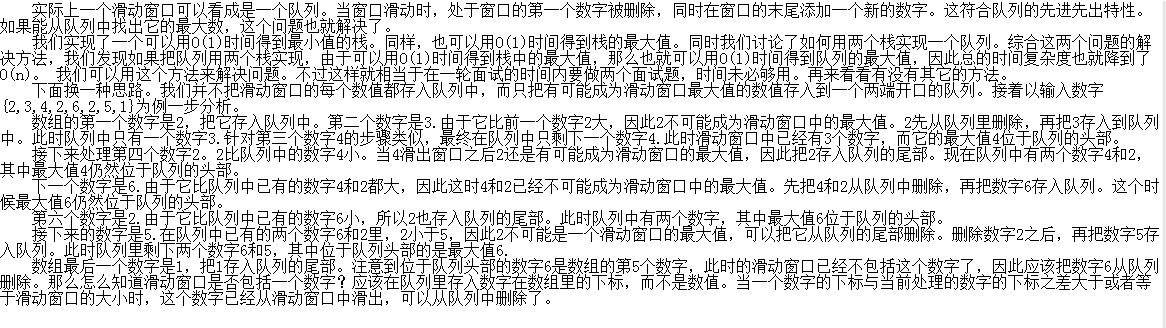 实际上一个滑动窗口可以看成是一个队列。当窗口滑动时，处于窗口的第一个数字被删除，同时在窗口的末尾添加一个新的数字。这符合队列的先进先出特性。
如果能从队列中找出它的最大数，这个问题也就解决了。
我们实现了一个可以用O(1)时间得到最小值的栈。同样，也可以用O(1)时间得到栈的最大值。同时我们讨论了如何用两个栈实现一个队列。综合这两个问题的解
决方法，我们发现如果把队列用两个栈实现，由于可以用O(1)时间得到栈中的最大值，那么也就可以用O(1)时间得到队列的最大值，因此总的时间复杂度也就降到了
O(n)。 我们可以用这个方法来解决问题。不过这样就相当于在一轮面试的时间内要做两个面试题，时间未必够用。再来看看有没有其它的方法。
下面换一种思路。我们并不把滑动窗口的每个数值都存入队列中，而只把有可能成为滑动窗口最大值的数值存入到一个两端开口的队列。接着以输入数字
{2,3,4,2,6,2,5,1}为例一步分析。
数组的第一个数字是2，把它存入队列中。第二个数字是3.由于它比前一个数字2大，因此2不可能成为滑动窗口中的最大值。2先从队列里删除，再把3存入到队列
中。此时队列中只有一个数字3.针对第三个数字4的步骤类似，最终在队列中只剩下一个数字4.此时滑动窗口中已经有3个数字，而它的最大值4位于队列的头部。
接下来处理第四个数字2。2比队列中的数字4小。当4滑出窗口之后2还是有可能成为滑动窗口的最大值，因此把2存入队列的尾部。现在队列中有两个数字4和2，
其中最大值4仍然位于队列的头部。
下一个数字是6.由于它比队列中已有的数字4和2都大，因此这时4和2已经不可能成为滑动窗口中的最大值。先把4和2从队列中删除，再把数字6存入队列。这个时
候最大值6仍然位于队列的头部。
第六个数字是2.由于它比队列中已有的数字6小，所以2也存入队列的尾部。此时队列中有两个数字，其中最大值6位于队列的头部。
接下来的数字是5.在队列中已有的两个数字6和2里，2小于5，因此2不可能是一个滑动窗口的最大值，可以把它从队列的尾部删除。删除数字2之后，再把数字5存
入队列。此时队列里剩下两个数字6和5，其中位于队列头部的是最大值6.
数组最后一个数字是1，把1存入队列的尾部。注意到位于队列头部的数字6是数组的第5个数字，此时的滑动窗口已经不包括这个数字了，因此应该把数字6从队列
删除。那么怎么知道滑动窗口是否包括一个数字？应该在队列里存入数字在数组里的下标，而不是数值。当一个数字的下标与当前处理的数字的下标之差大于或者等
于滑动窗口的大小时，这个数字已经从滑动窗口中滑出，可以从队列中删除了。